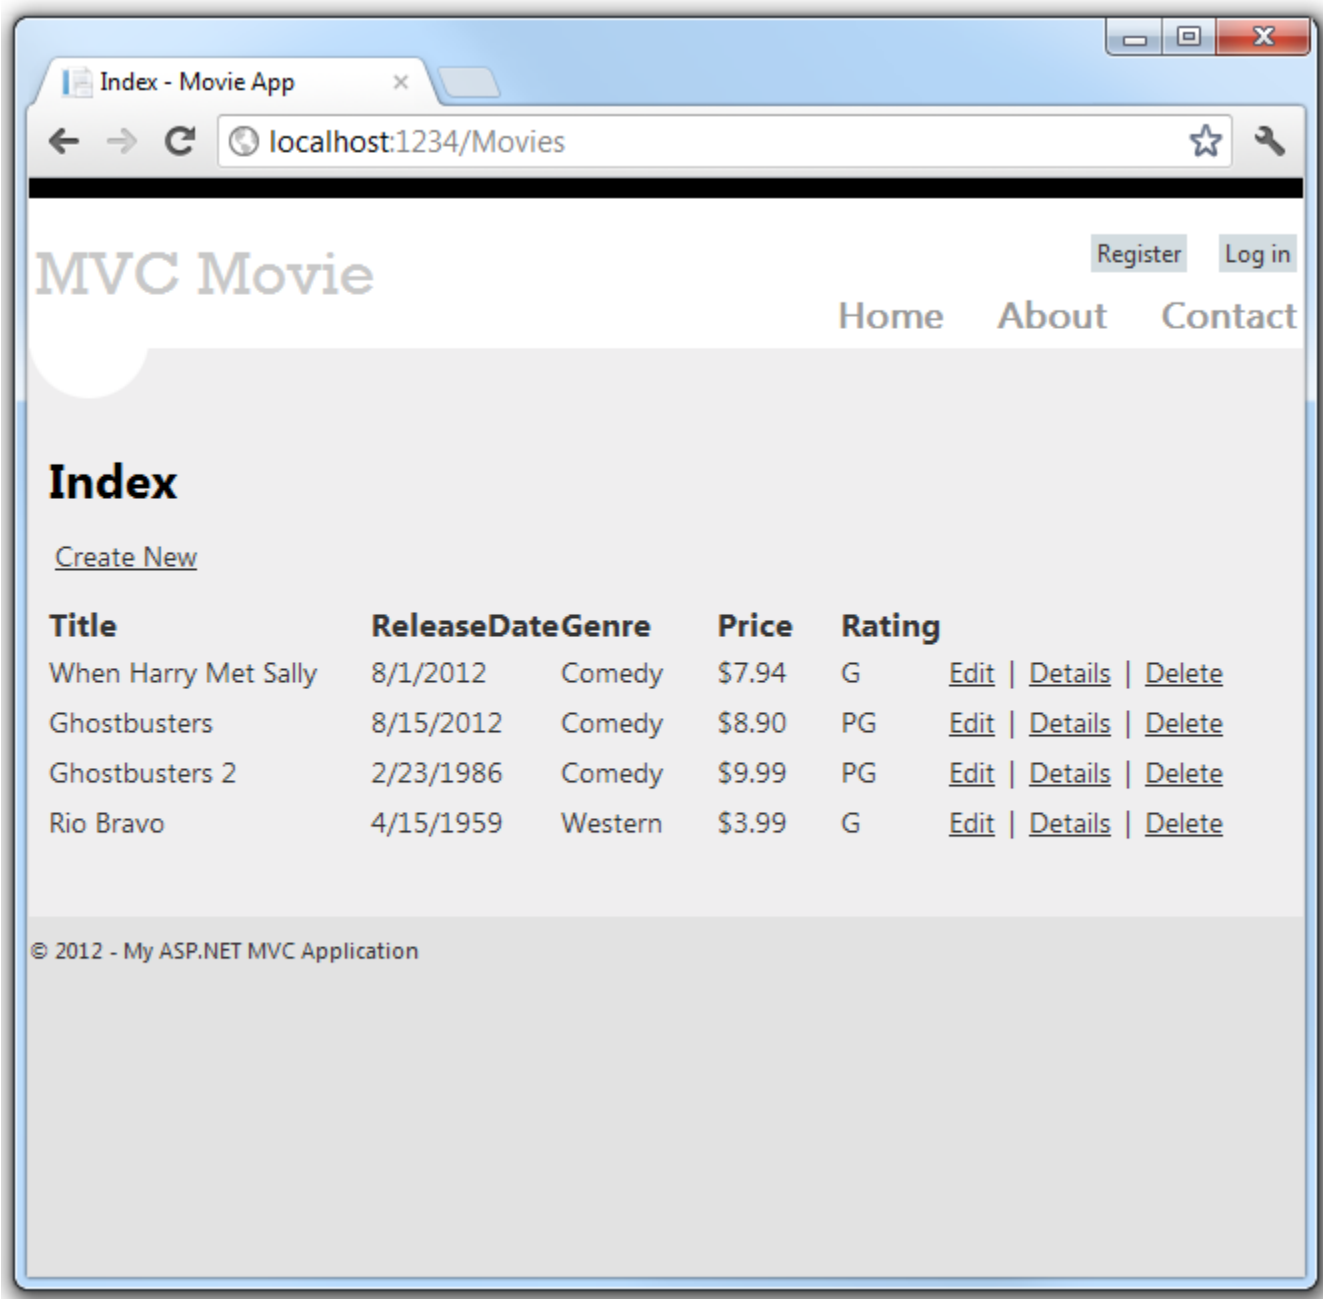 Index - Movie App
localhost:1234/Movies
Register Log in
MVC Movie
Home About Contact
Index
Create New
Title ReleaseDate Genre Price Rating
When Harry Met Sally 8/1/2012 Comedy $7.94 G Edit | Details | Delete
Ghostbusters 8/15/2012 Comedy $8.90 PG Edit | Details | Delete
Ghostbusters 2 2/23/1986 Comedy $9.99 PG Edit | Details | Delete
Rio Bravo 4/15/1959 Western $3.99 G Edit | Details | Delete
© 2012 - My ASP.NET MVC Application